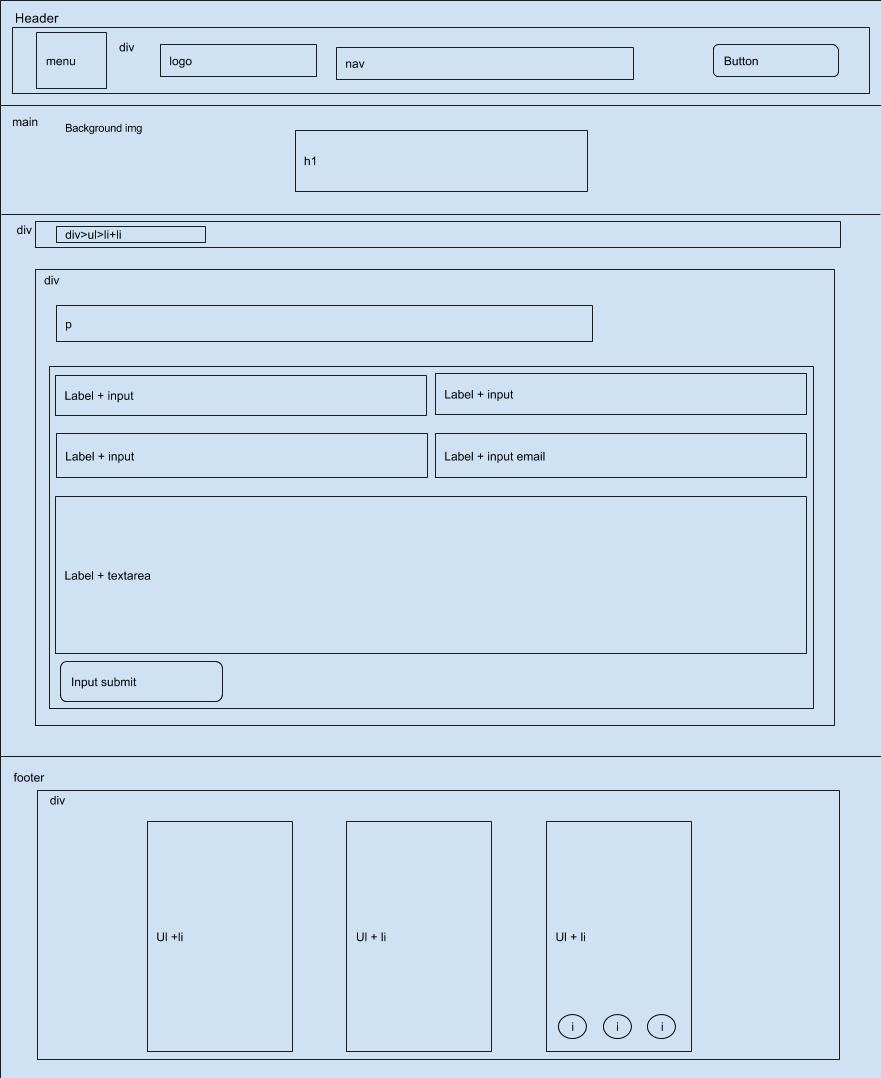 Header
menu
div
logo
nav
Button
main
Background img
h1
div
div>ul>li+li
div
p
Label + input
Label + input
Label + input
Label + input email
Label + textarea
Input submit
footer
div
Ul +li
Ul + li
Ul + li
i
i
i